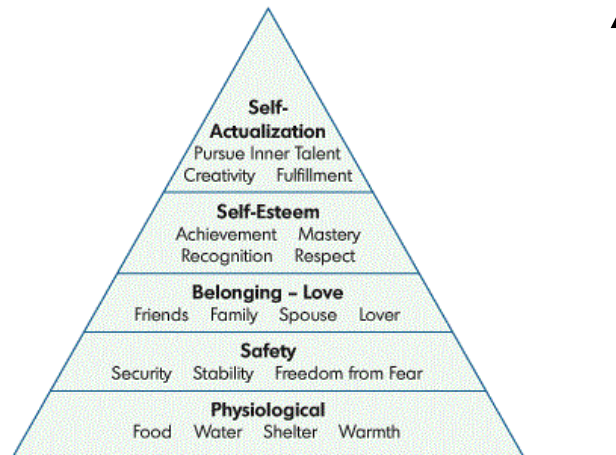 Self-
Actualization
Pursue Inner Talent
Creativity Fulfillment
Self-Esteem
Achievement Mastery
Recognition Respect
Belonging – Love
Friends Family Spouse Lover
Safety
Security Stability Freedom from Fear
Physiological
Food Water Shelter Warmth